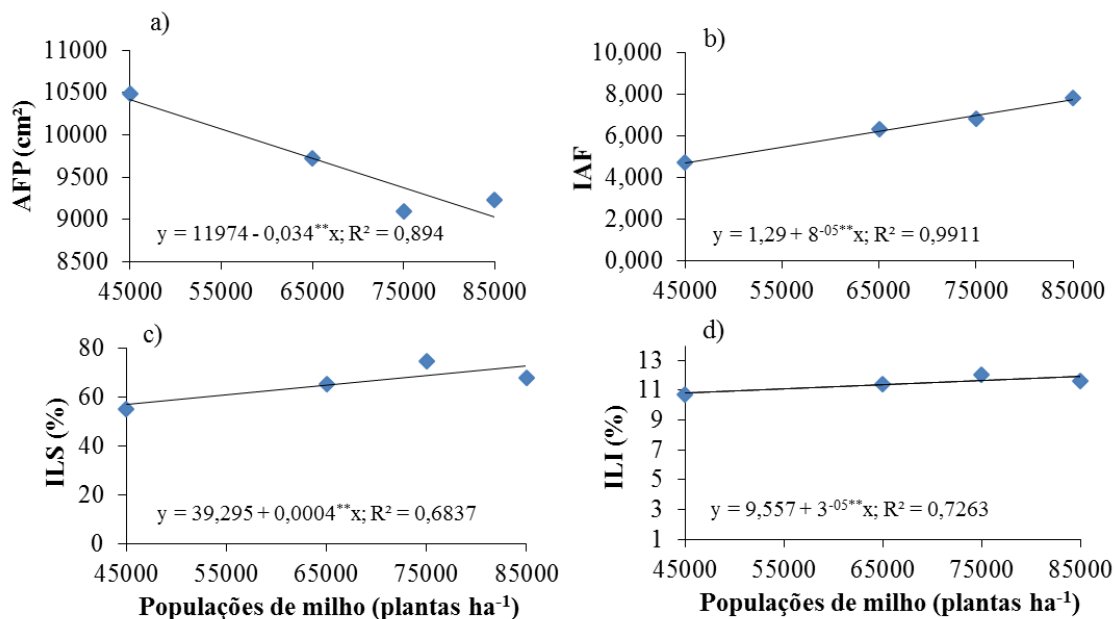 a)
11000
10500
10000
9500
9000
8500
AFP (cm²)
y = 11974 - 0,034**x; R² = 0,894
45000 55000 65000 75000 85000
b)
10,000
8,000
6,000
4,000
2,000
0,000
IAF
y = 1,29 + 8⁻⁰⁵**x; R² = 0,9911
45000 55000 65000 75000 85000
c)
80
60
40
20
0
ILS (%)
y = 39,295 + 0,0004**x; R² = 0,6837
45000 55000 65000 75000 85000
Populações de milho (plantas ha⁻¹)
d)
13
11
9
7
5
3
1
ILI (%)
y = 9,557 + 3⁻⁰⁵**x; R² = 0,7263
45000 55000 65000 75000 85000
Populações de milho (plantas ha⁻¹)